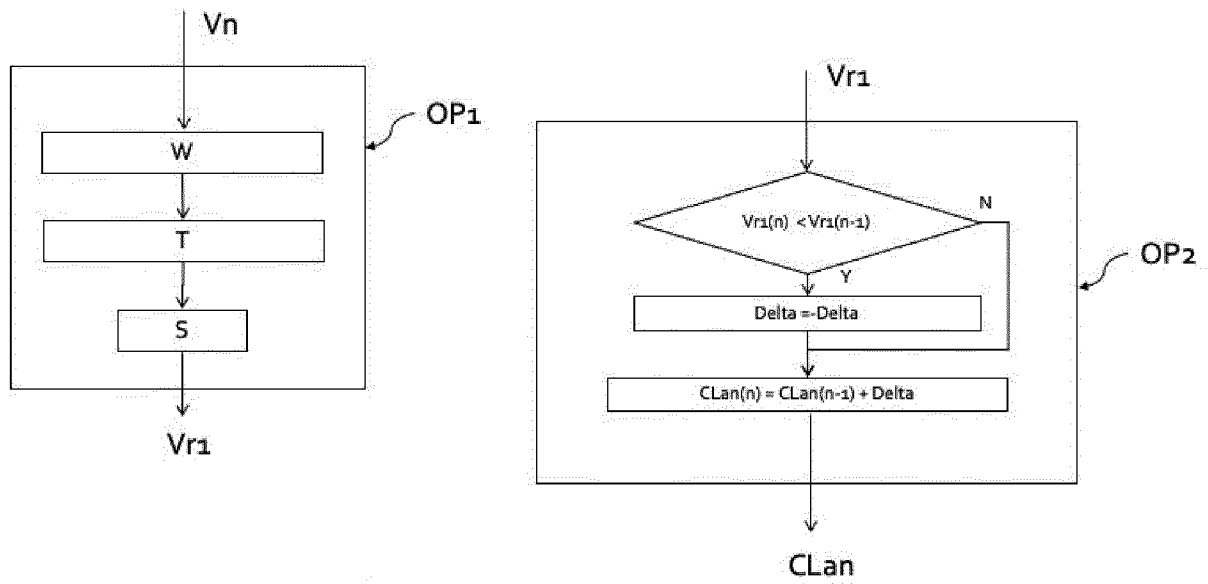 Vn
OP1
W
T
S
Vr1
Vr1
OP2
Vr1(n) <Vr1(n-1)
N
Y
Delta =-Delta
CLan(n) = CLan(n-1) + Delta
CLan